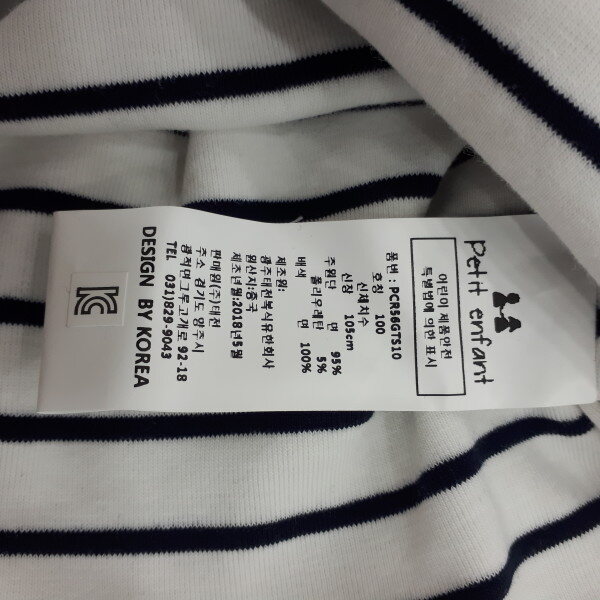 petit enfant
어린이 제품안전
특별법에 의한 표시
품번 : PCR36GTS10
호칭 100
신체치수
신장 105cm
주원단 면 95%
폴리우레탄 5%
배색 면 100%
제조원:
광주태전복식유한회사
원산지:중국
제조년월:2018년5월
판매원(주)대전
주소 경기도 양주시
광적면그루고개로 92-18
TEL 031)829-9043
DESIGN BY KOREA